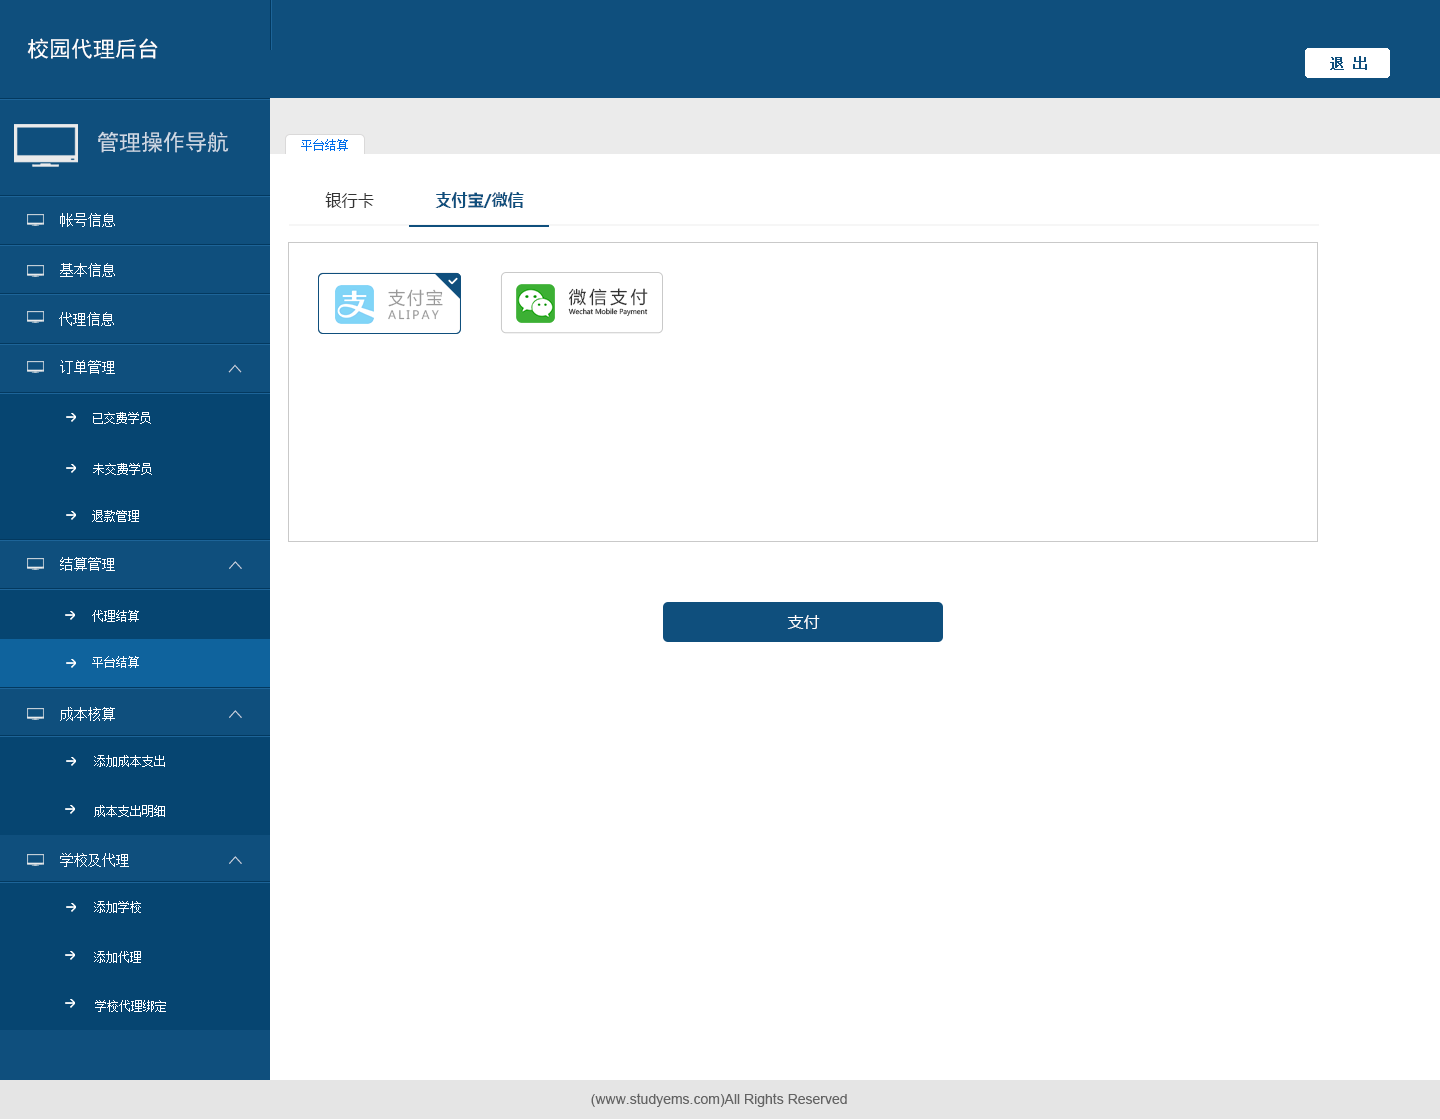 校园代理后台
退 出
管理操作导航
平台结算
银行卡
支付宝/微信
帐号信息
基本信息
代理信息
订单管理
已交费学员
未交费学员
退款管理
结算管理
代理结算
平台结算
成本核算
添加成本支出
成本支出明细
学校及代理
添加学校
添加代理
学校代理绑定
支
支付宝
ALIPAY
微信支付
Wechat Mobile Payment
支付
(www.studyems.com)All Rights Reserved